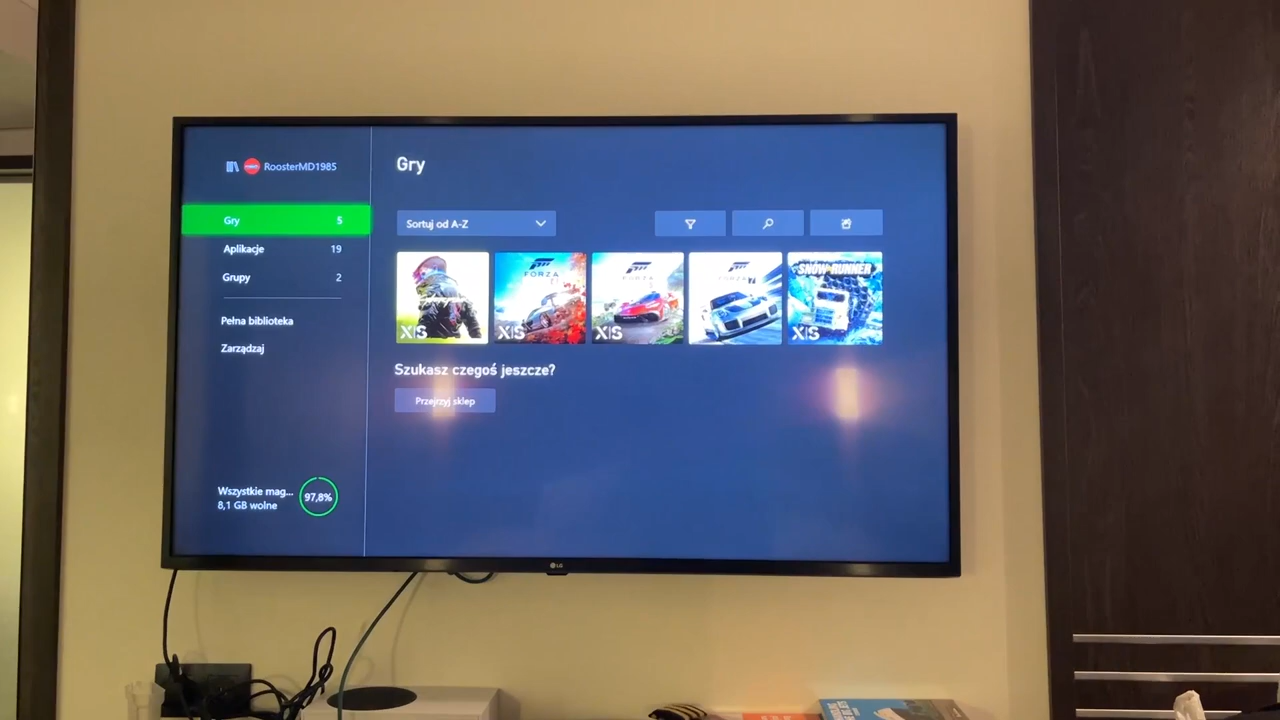 RoosterMD1985
Gry
Gry 5
Aplikacje 19
Grupy 2
Pełna biblioteka
Zarządzaj
Wszystkie mag...
8,1 GB wolne
97,8%
Sortuj od A-Z
X|S
FORZA
X|S
FORZA
X|S
FORZA 7
SNOWRUNNER
X|S
Szukasz czegoś jeszcze?
Przejrzyj sklep
LG